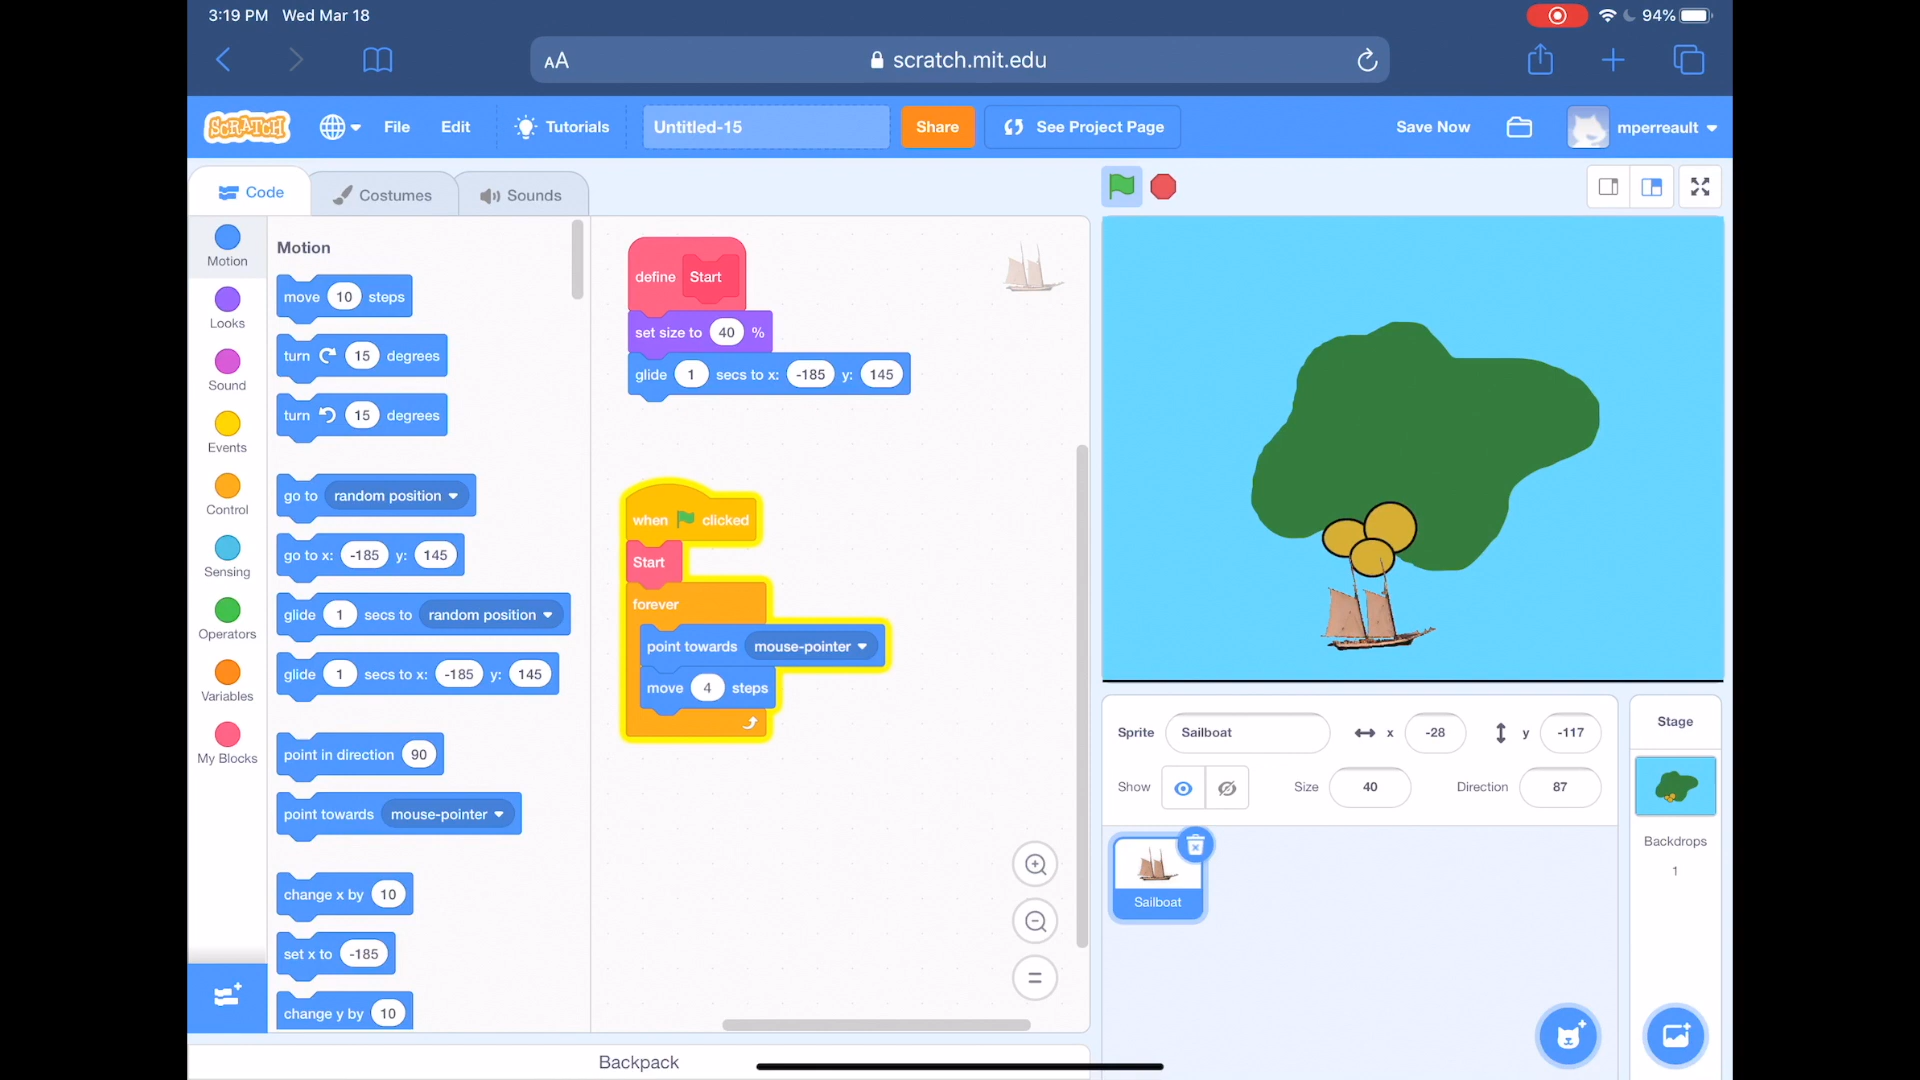 3:19 PM Wed Mar 18
94%
AA
scratch.mit.edu
SCRATCH
File
Edit
Tutorials
Untitled-15
Share
See Project Page
Save Now
mperreault
Code
Costumes
Sounds
Motion
Looks
Sound
Events
Control
Sensing
Operators
Variables
My Blocks
Motion
move 10 steps
turn 15 degrees
turn 15 degrees
go to random position
go to x: -185 y: 145
glide 1 secs to random position
glide 1 secs to x: -185 y: 145
point in direction 90
point towards mouse-pointer
change x by 10
set x to -185
change y by 10
define Start
set size to 40 %
glide 1 secs to x: -185 y: 145
when clicked
Start
forever
point towards mouse-pointer
move 4 steps
Backpack
Sprite Sailboat x -28 y -117
Show Size 40 Direction 87
Sailboat
Stage
Backdrops
1